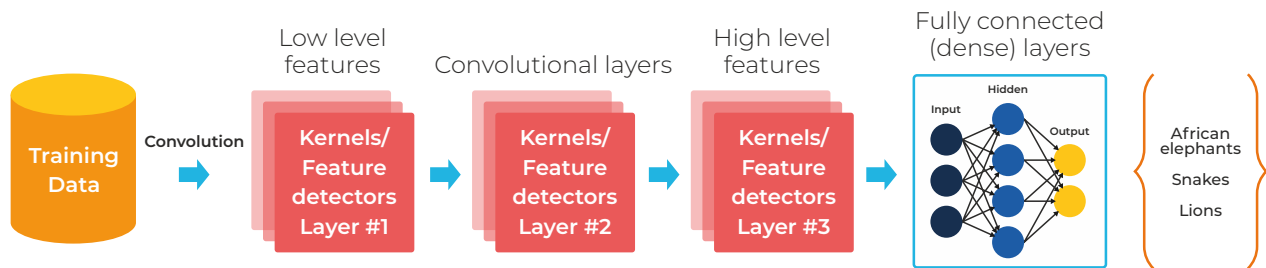 Training
Data
Convolution
Low level
features
Kernels/
Feature
detectors
Layer #1
Convolutional layers
Kernels/
Feature
detectors
Layer #2
High level
features
Kernels/
Feature
detectors
Layer #3
Fully connected
(dense) layers
Input
Hidden
Output
African
elephants
Snakes
Lions